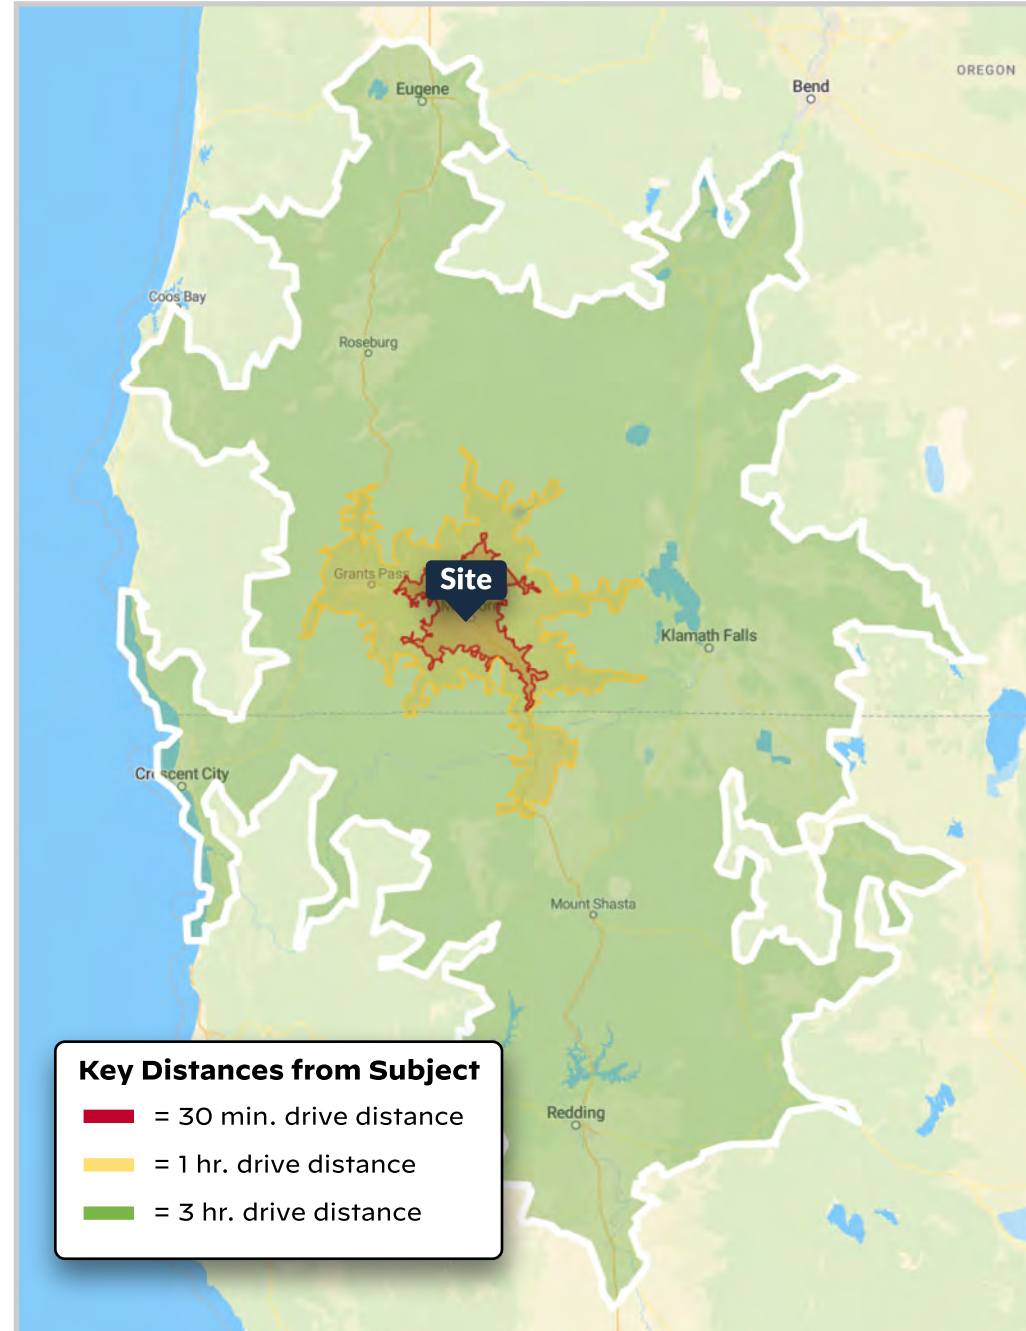 OREGON
Bend
Eugene
Coos Bay
Roseburg
Grants Pass
Site
Klamath Falls
Crescent City
Mount Shasta
Redding
Key Distances from Subject
= 30 min. drive distance
= 1 hr. drive distance
= 3 hr. drive distance